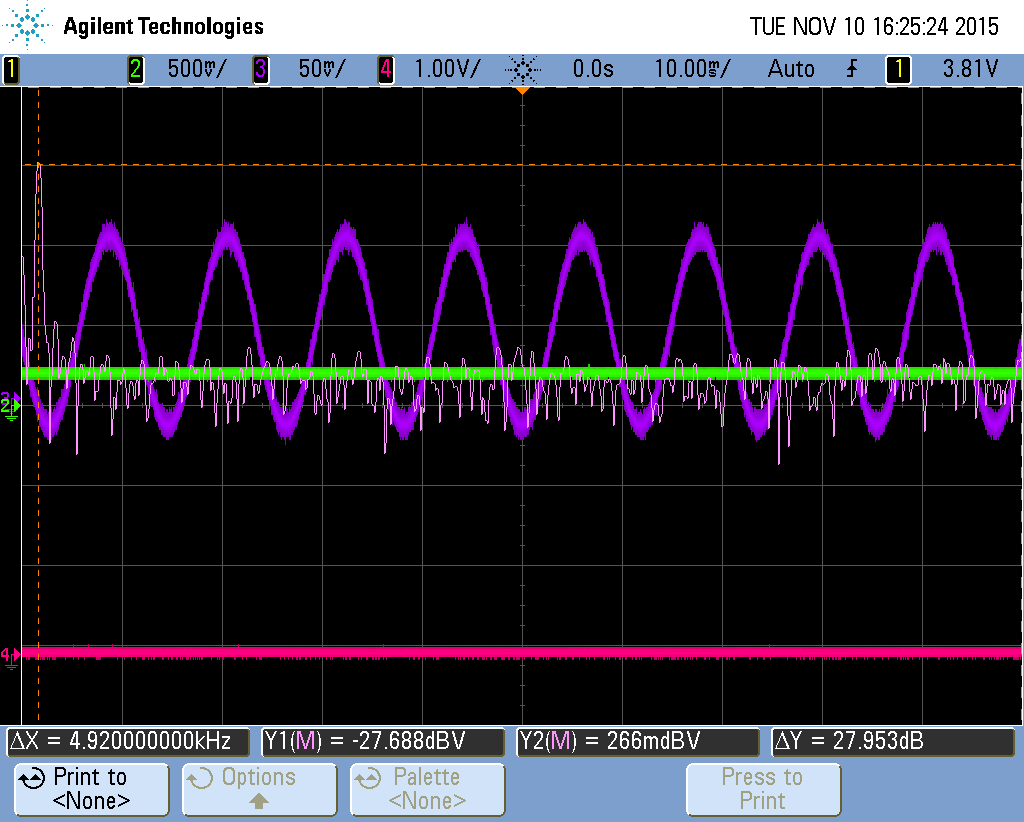 Agilent Technologies TUE NOV 10 16:25:24 2015
1 2 500mV/ 3 50mV/ 4 1.00V/ 0.0s 10.00ms/ Auto 1 3.81V
2
4
ΔX = 4.920000000kHz Y1(M) = -27.688dBV Y2(M) = 266mdBV ΔY = 27.953dB
Print to Options Palette Press to
<None> <None> Print